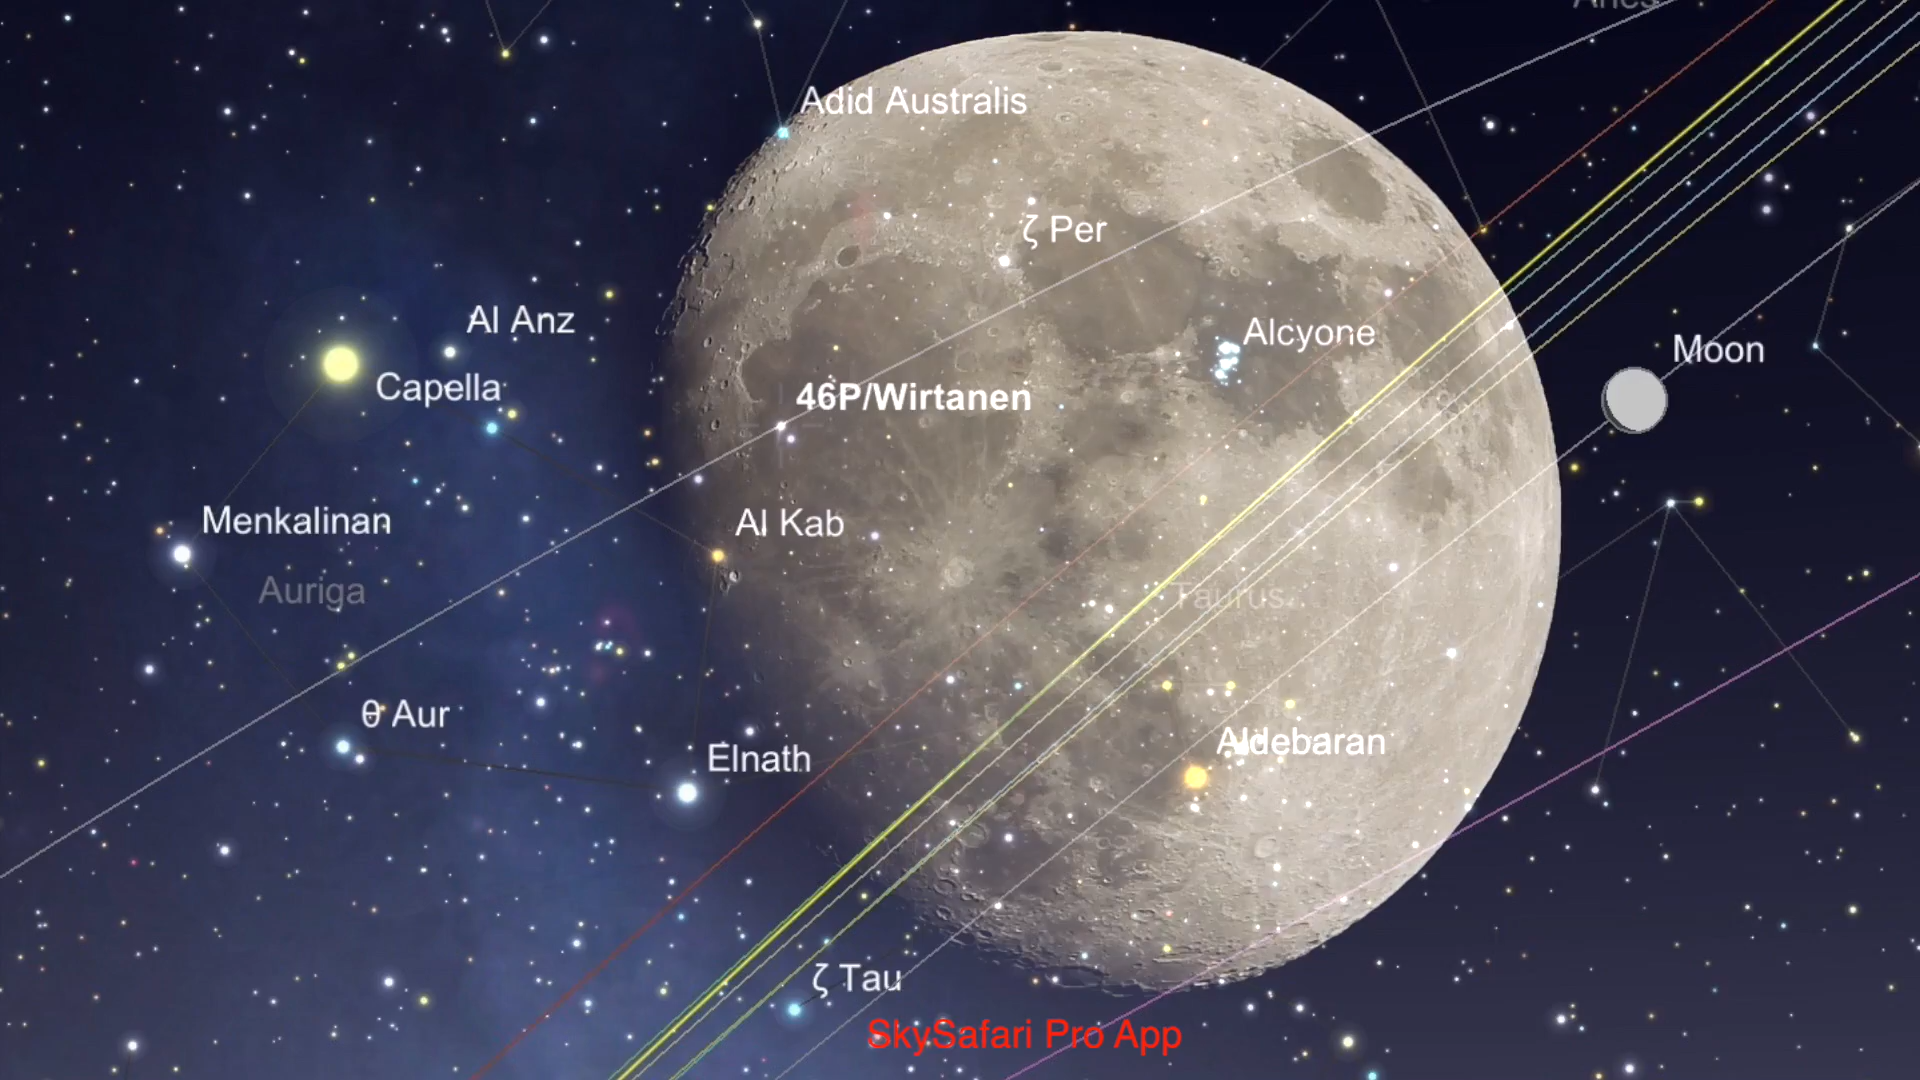 Aries
Adid Australis
ζ Per
Al Anz
Alcyone
Moon
Capella
46P/Wirtanen
Menkalinan
Al Kab
Auriga
Taurus
θ Aur
Elnath
Aldebaran
ζ Tau
SkySafari Pro App